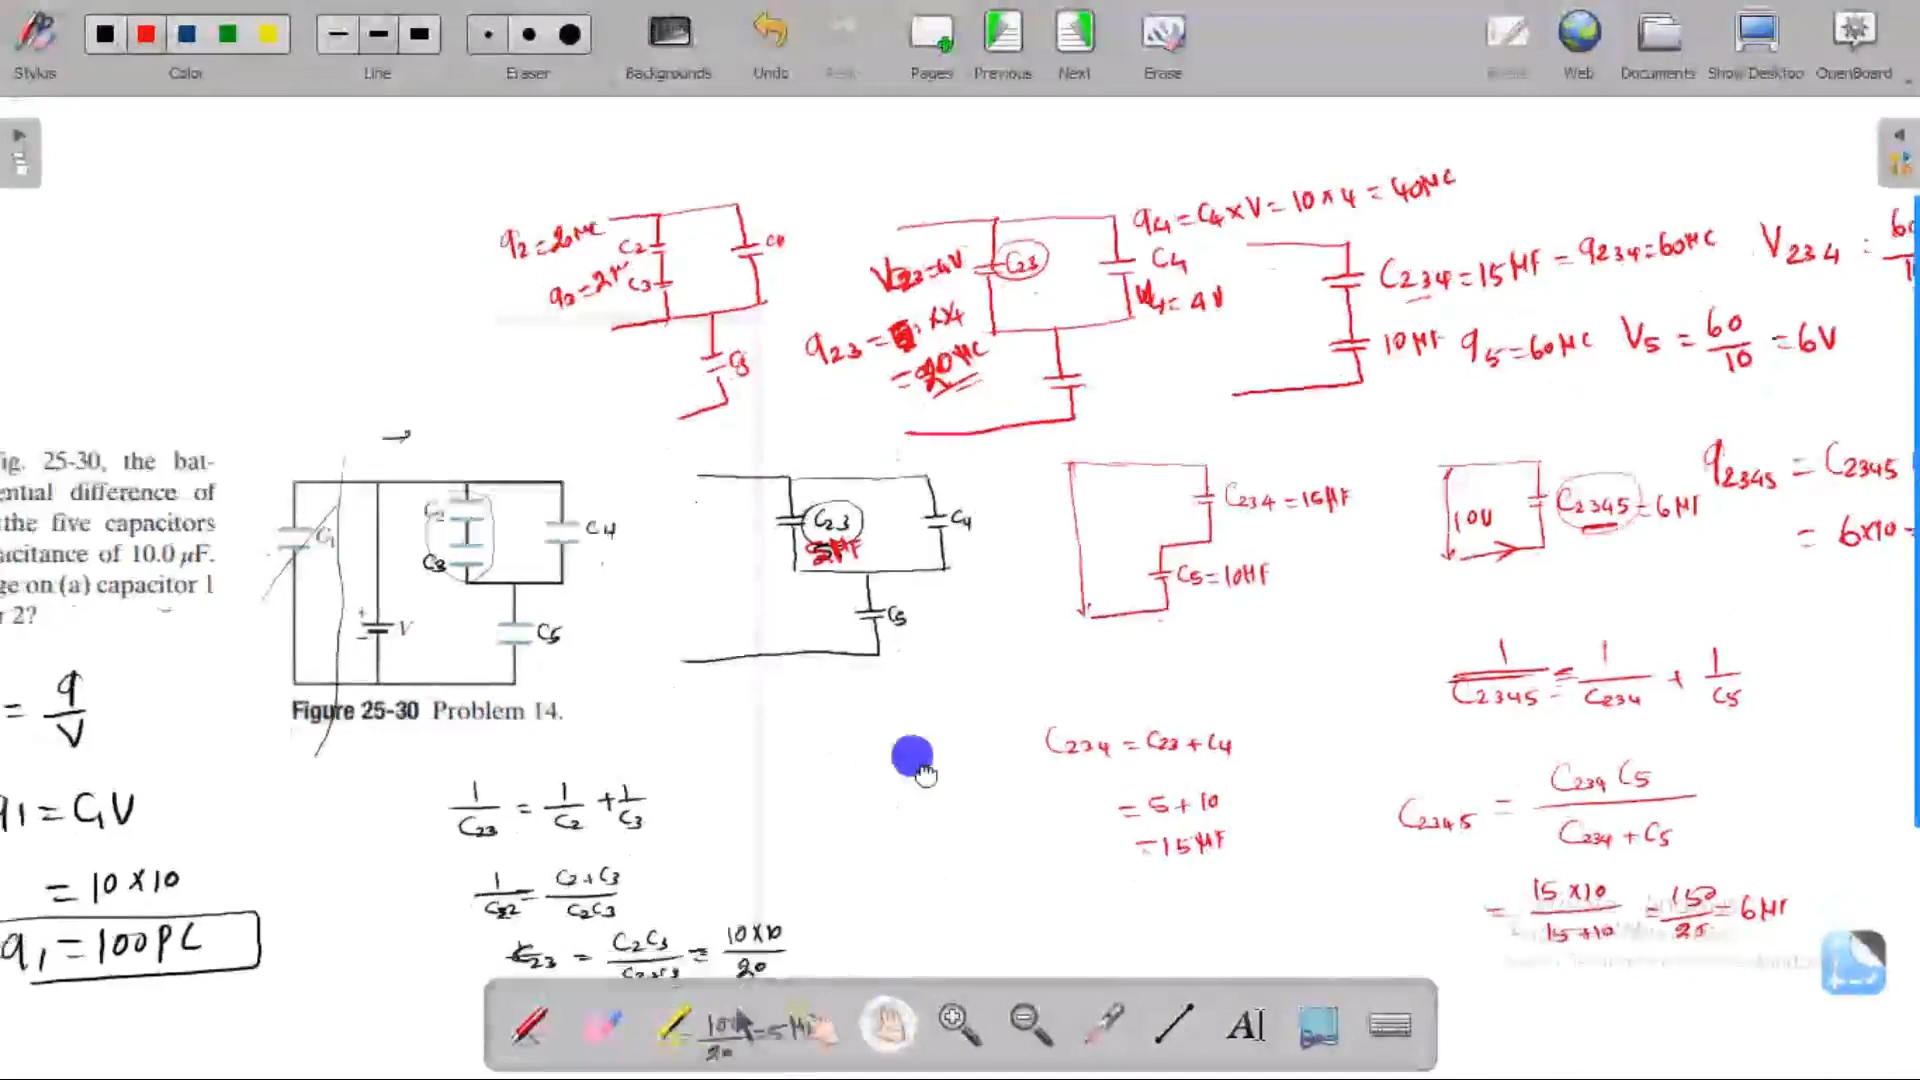 Stylus
Color
Line
Eraser
Backgrounds
Undo
Pages
Previous
Next
Erase
Web
Documents
Show Desktop
OpenBoard
q2 = 20μC
C2
C3
C4
V23 = 4V
C23
q23 =
= 20μC
q4 = C4 × V = 10 × 4 = 40μC
C4
V4 = 4V
C234 = 15μF = q234 = 60μC
V234 =
10μF q5 = 60μC V5 = 60/10 = 6V
ig. 25-30, the bat-
ential difference of
the five capacitors
acitance of 10.0 μF.
ge on (a) capacitor 1
r 2?
C1
C2
C3
C4
C5
+
−
V
Figure 25-30 Problem 14.
C23
5μF
C4
C5
C234 = 15μF
C5 = 10μF
10V
C2345 = 6μF
q2345 = C2345
= 6×10
= q/V
q1 = C1V
= 10 × 10
q1 = 100PC
1/C23 = 1/C2 + 1/C3
C2+C3/C2C3
C23 = C2C3/C2+C3 = 10×10/20
100/20 = 5μF
C234 = C23 + C4
= 5 + 10
= 15μF
1/C2345 = 1/C234 + 1/C5
C2345 = C234 C5/C234 + C5
= 15×10/15+10 = 150/25 = 6μF
AI